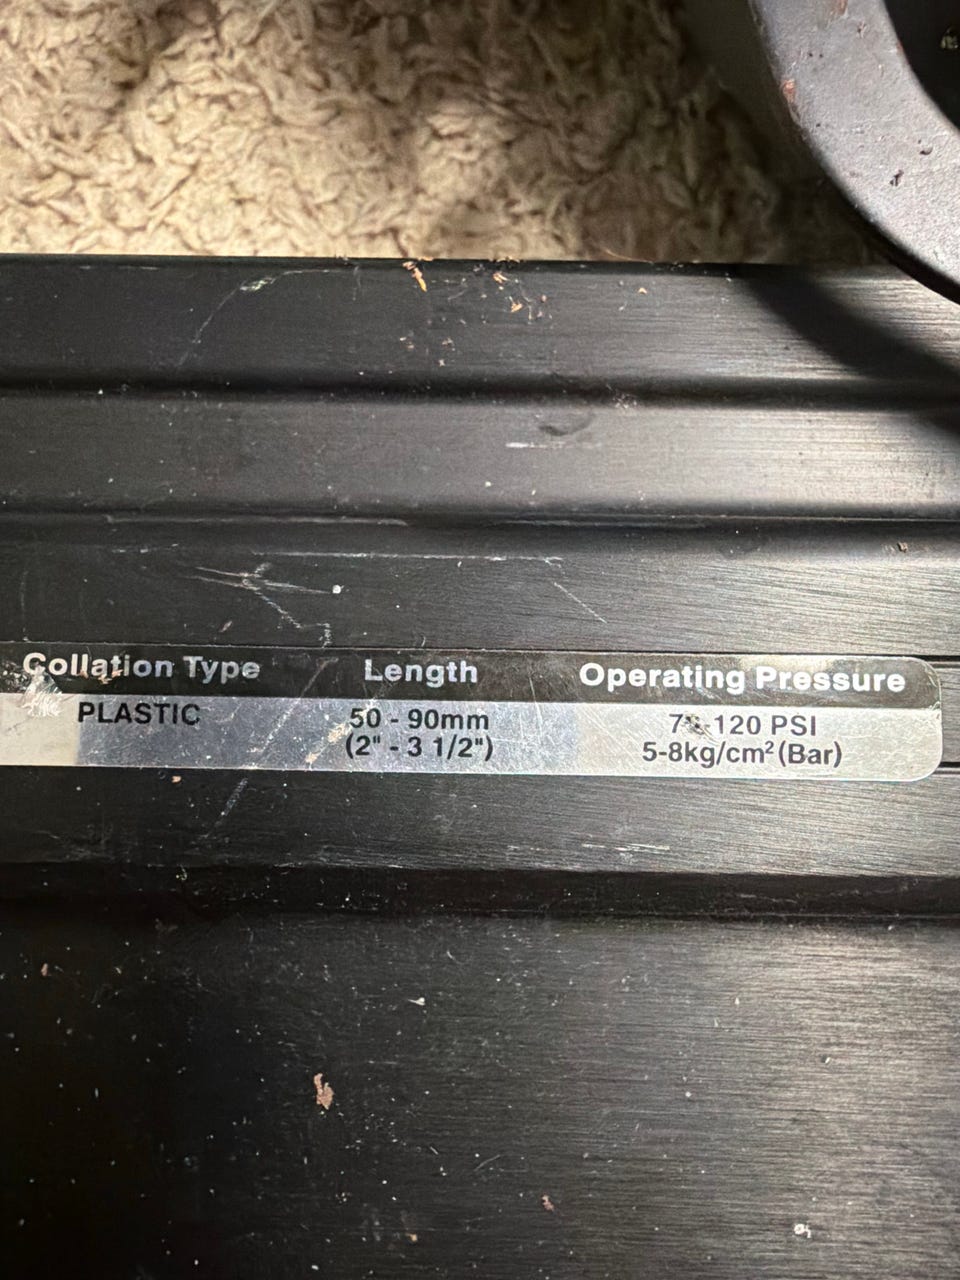 Collation Type Length Operating Pressure
PLASTIC 50 - 90mm -120 PSI
(2" - 3 1/2") 5-8kg/cm² (Bar)